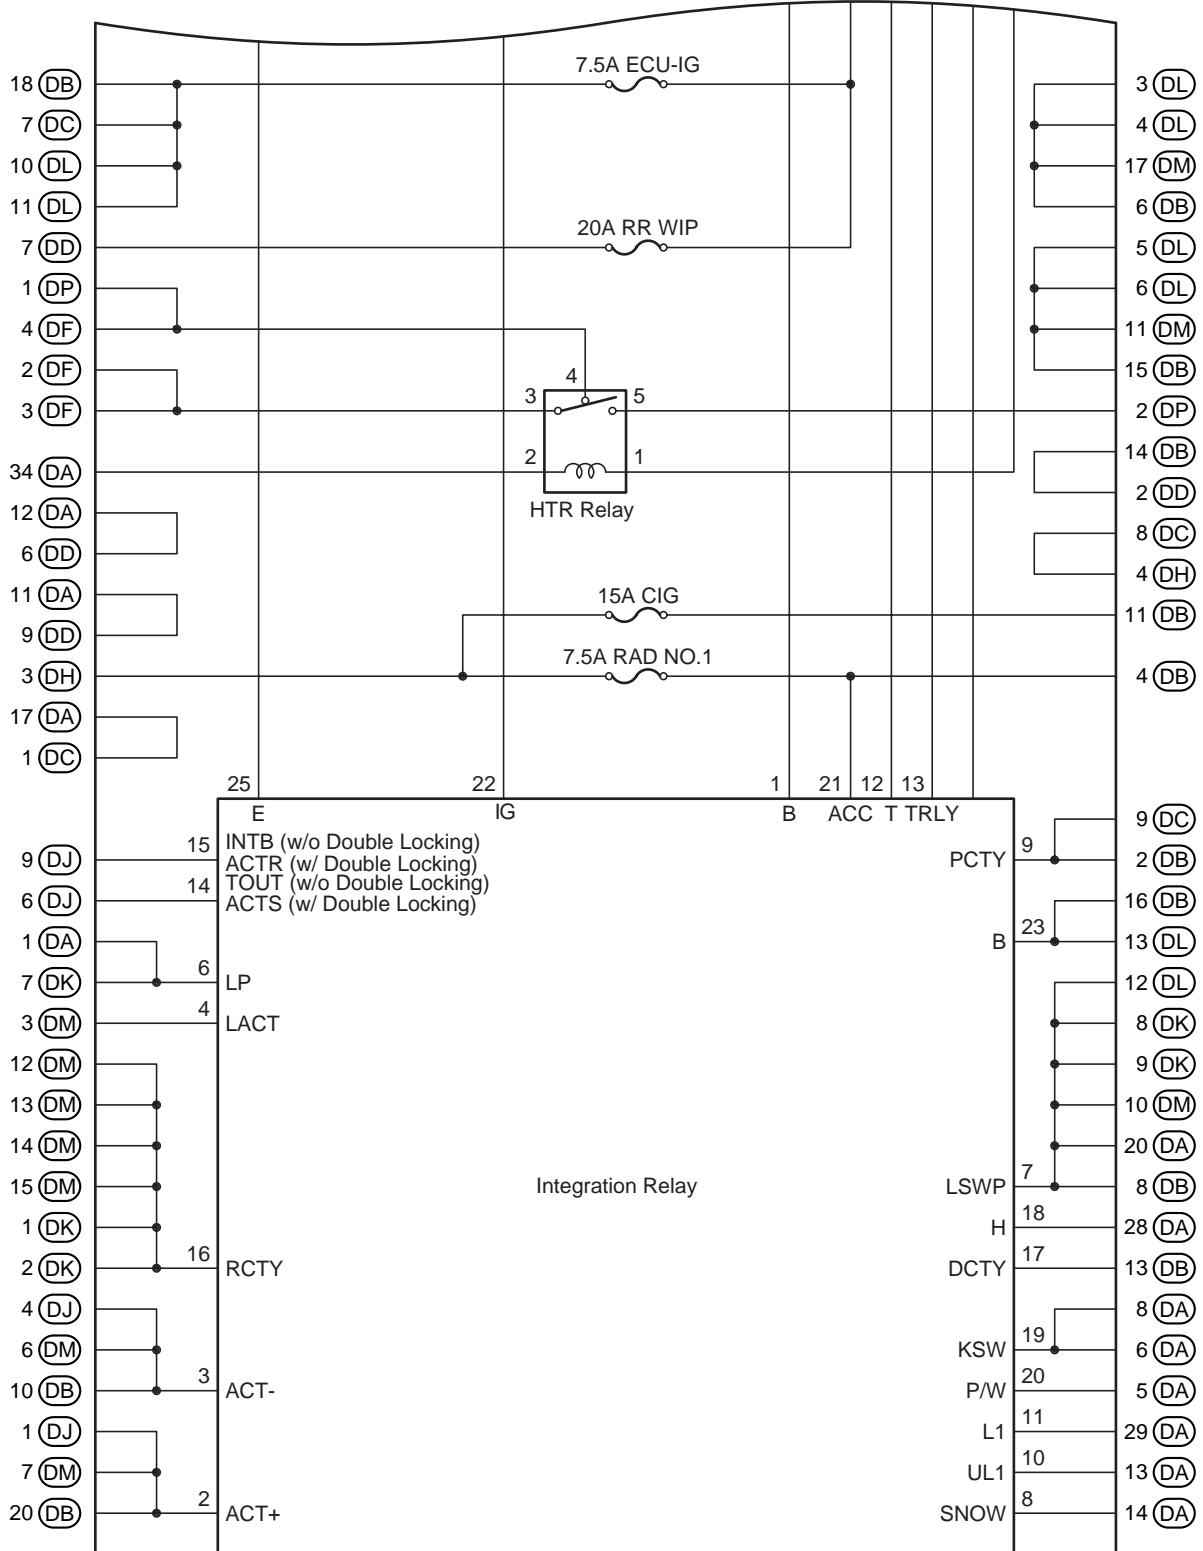 7.5A ECU-IG
18 DB
3 DL
7 DC
4 DL
10 DL
17 DM
11 DL
6 DB
20A RR WIP
7 DD
5 DL
1 DP
6 DL
4 DF
11 DM
2 DF
4
15 DB
3 DF
3
5
2 DP
14 DB
34 DA
2
1
2 DD
12 DA
HTR Relay
8 DC
6 DD
4 DH
11 DA
15A CIG
11 DB
9 DD
7.5A RAD NO.1
3 DH
4 DB
17 DA
1 DC
25
22
1
21
12
13
E
IG
B
ACC
T
TRLY
9 DC
15
INTB (w/o Double Locking)
9 DJ
ACTR (w/ Double Locking)
PCTY
9
2 DB
14
TOUT (w/o Double Locking)
6 DJ
ACTS (w/ Double Locking)
16 DB
1 DA
B
23
13 DL
7 DK
6
LP
12 DL
3 DM
4
LACT
8 DK
12 DM
9 DK
13 DM
10 DM
14 DM
20 DA
15 DM
Integration Relay
LSWP
7
8 DB
1 DK
H
18
28 DA
2 DK
16
RCTY
DCTY
17
13 DB
4 DJ
8 DA
6 DM
KSW
19
6 DA
10 DB
3
ACT-
P/W
20
5 DA
1 DJ
L1
11
29 DA
7 DM
UL1
10
13 DA
20 DB
2
ACT+
SNOW
8
14 DA